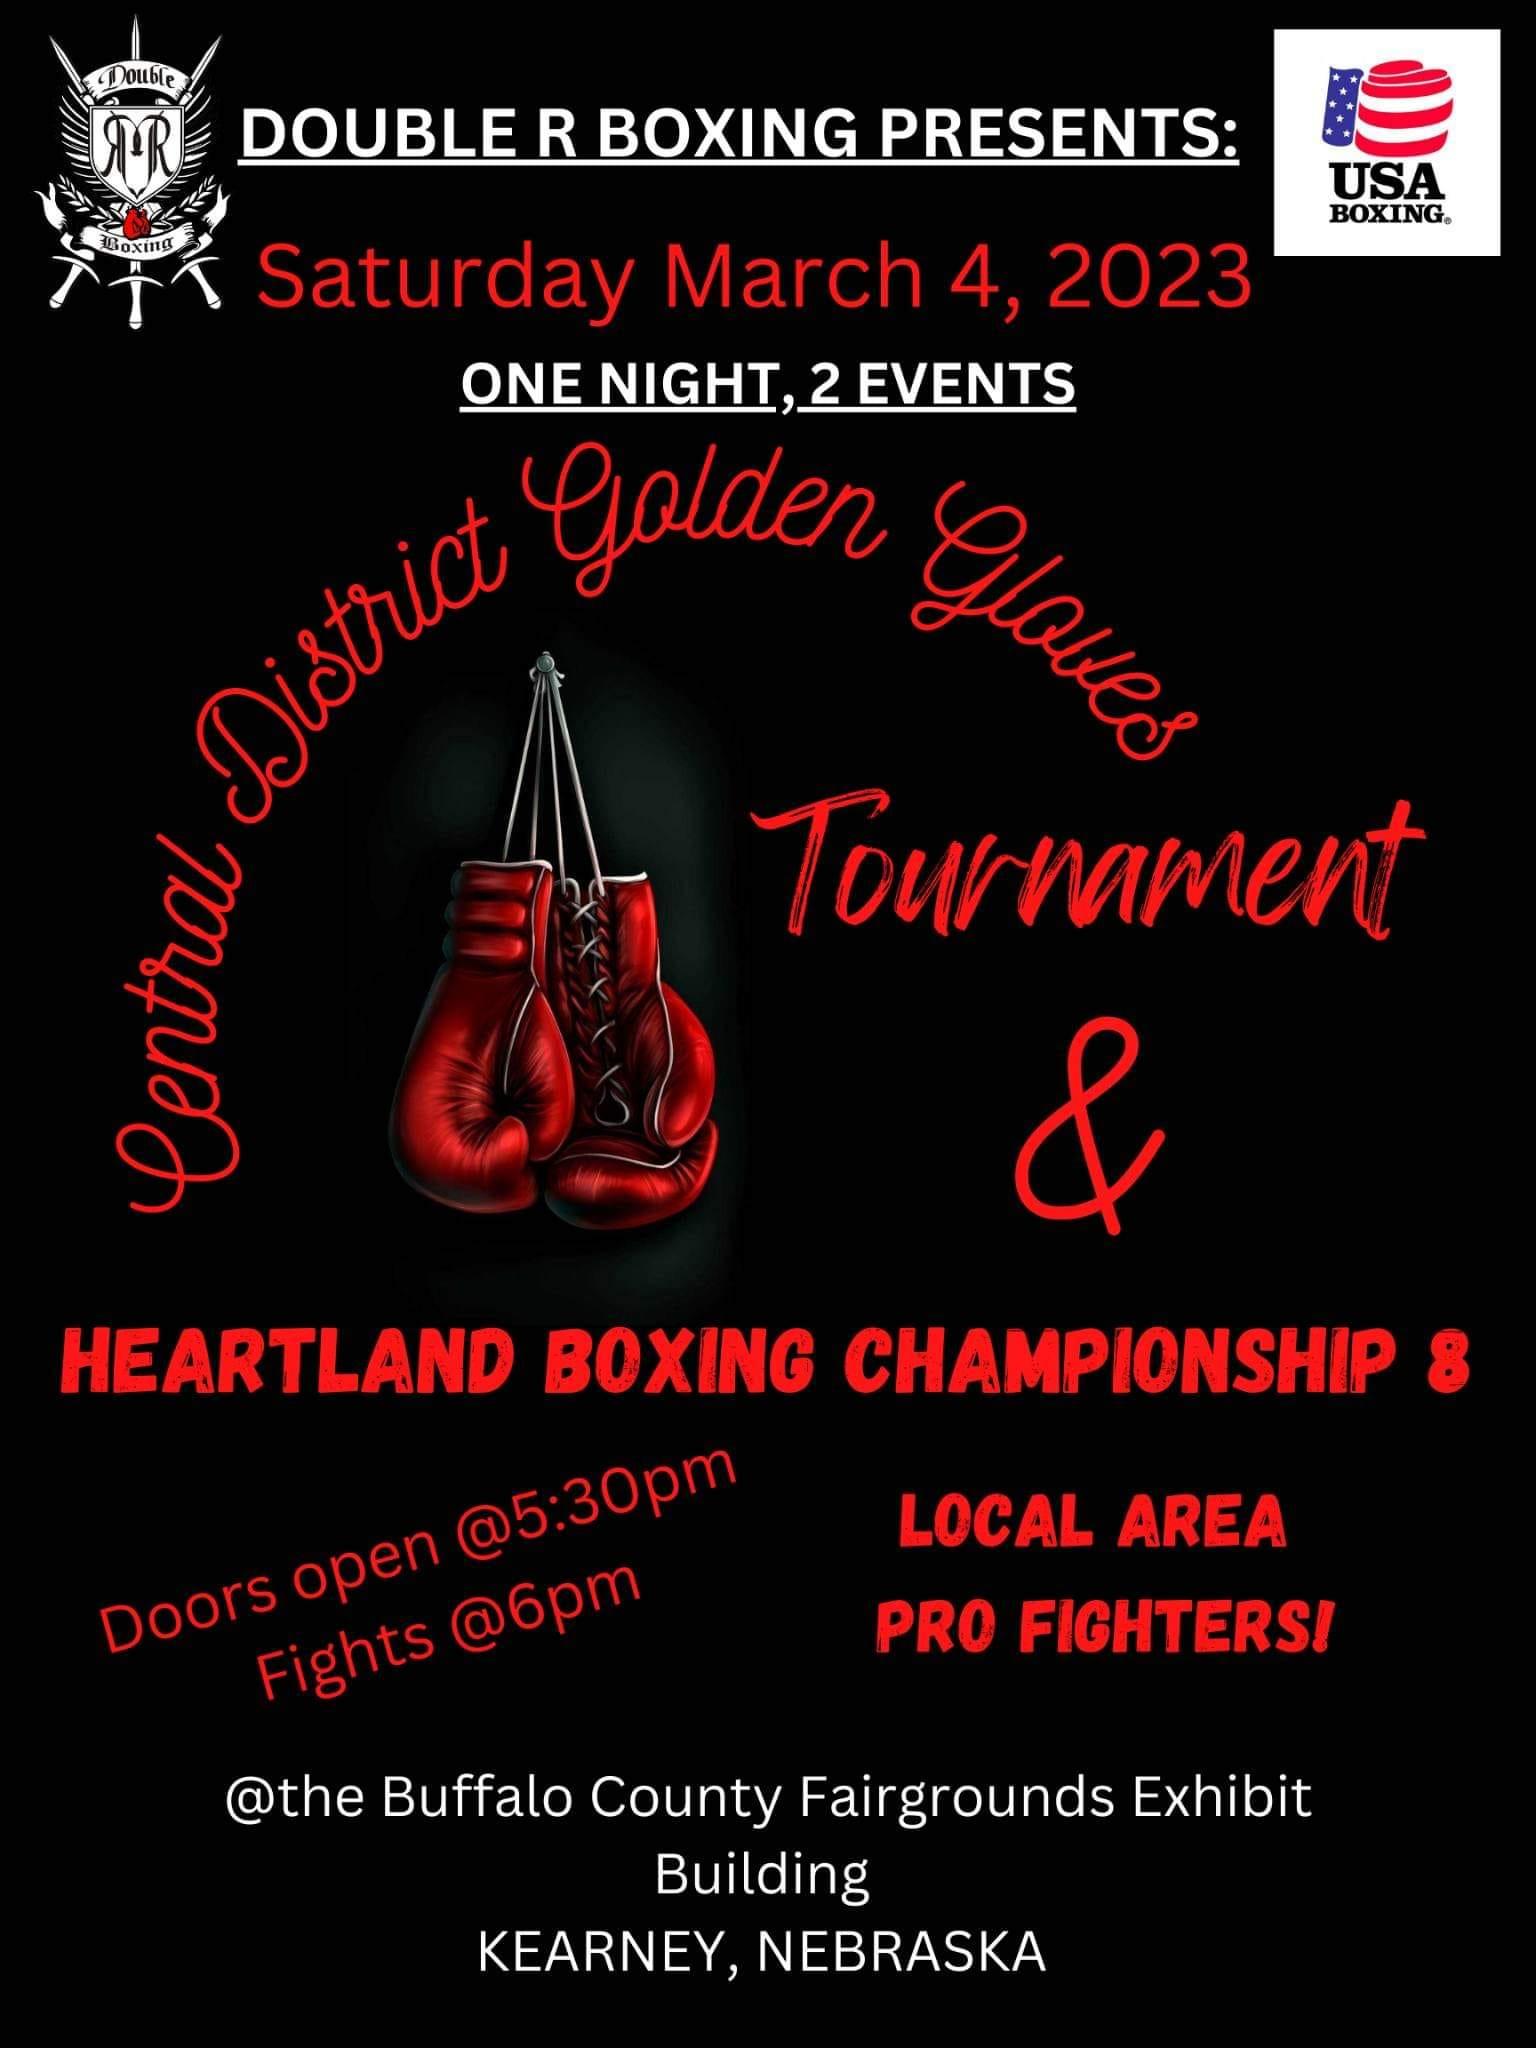 Double
RR
Boxing
DOUBLE R BOXING PRESENTS:
USA
BOXING®
Saturday March 4, 2023
ONE NIGHT, 2 EVENTS
Central District Golden Gloves
Tournament
&
HEARTLAND BOXING CHAMPIONSHIP 8
Doors open @5:30pm
Fights @6pm
LOCAL AREA
PRO FIGHTERS!
@the Buffalo County Fairgrounds Exhibit
Building
KEARNEY, NEBRASKA